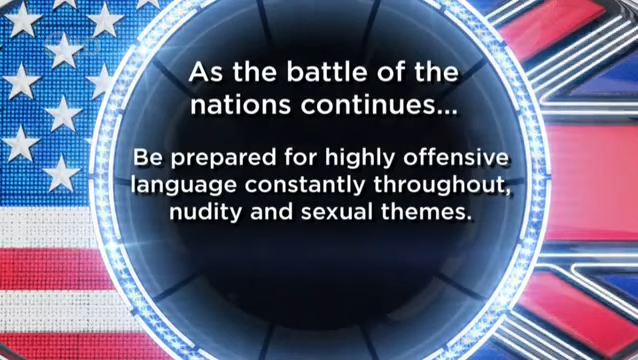 As the battle of the
nations continues...
Be prepared for highly offensive
language constantly throughout,
nudity and sexual themes.